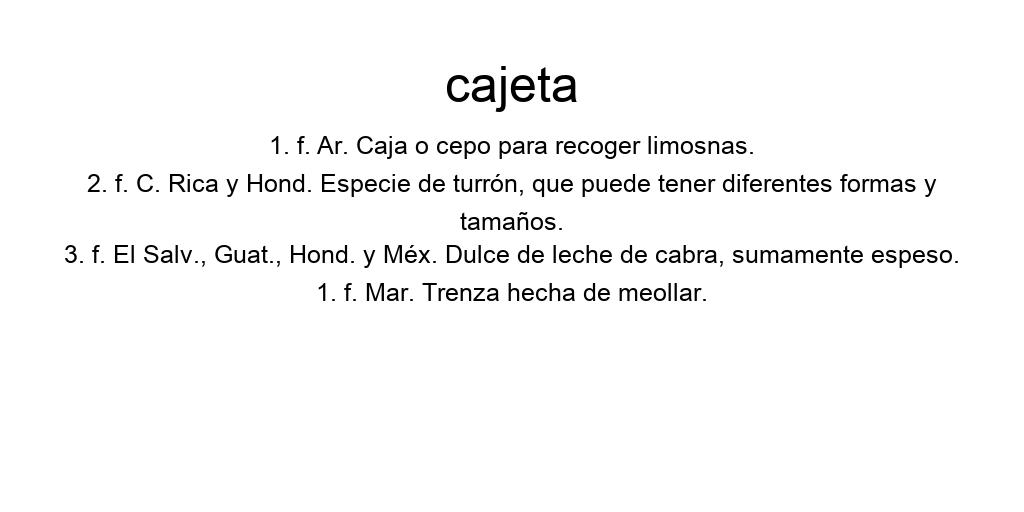 cajeta
1. f. Ar. Caja o cepo para recoger limosnas.
2. f. C. Rica y Hond. Especie de turrón, que puede tener diferentes formas y
tamaños.
3. f. El Salv., Guat., Hond. y Méx. Dulce de leche de cabra, sumamente espeso.
1. f. Mar. Trenza hecha de meollar.